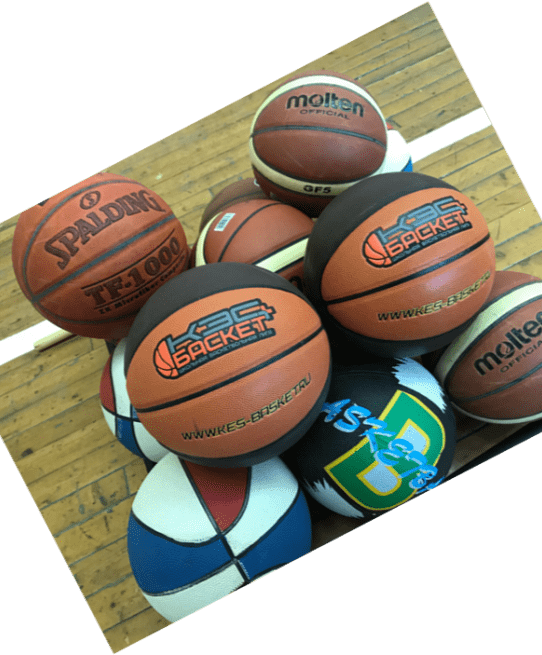 molten
OFFICIAL
GF5
SPALDING
TF-1000
КЭС
БАСКЕТ
WWW.KES-BASKET.RU
molten
OFFICIAL
КЭС
БАСКЕТ
WWW.KES-BASKET.RU
B